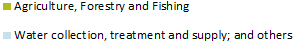 Agriculture, Forestry and Fishing
Water collection, treatment and supply; and others